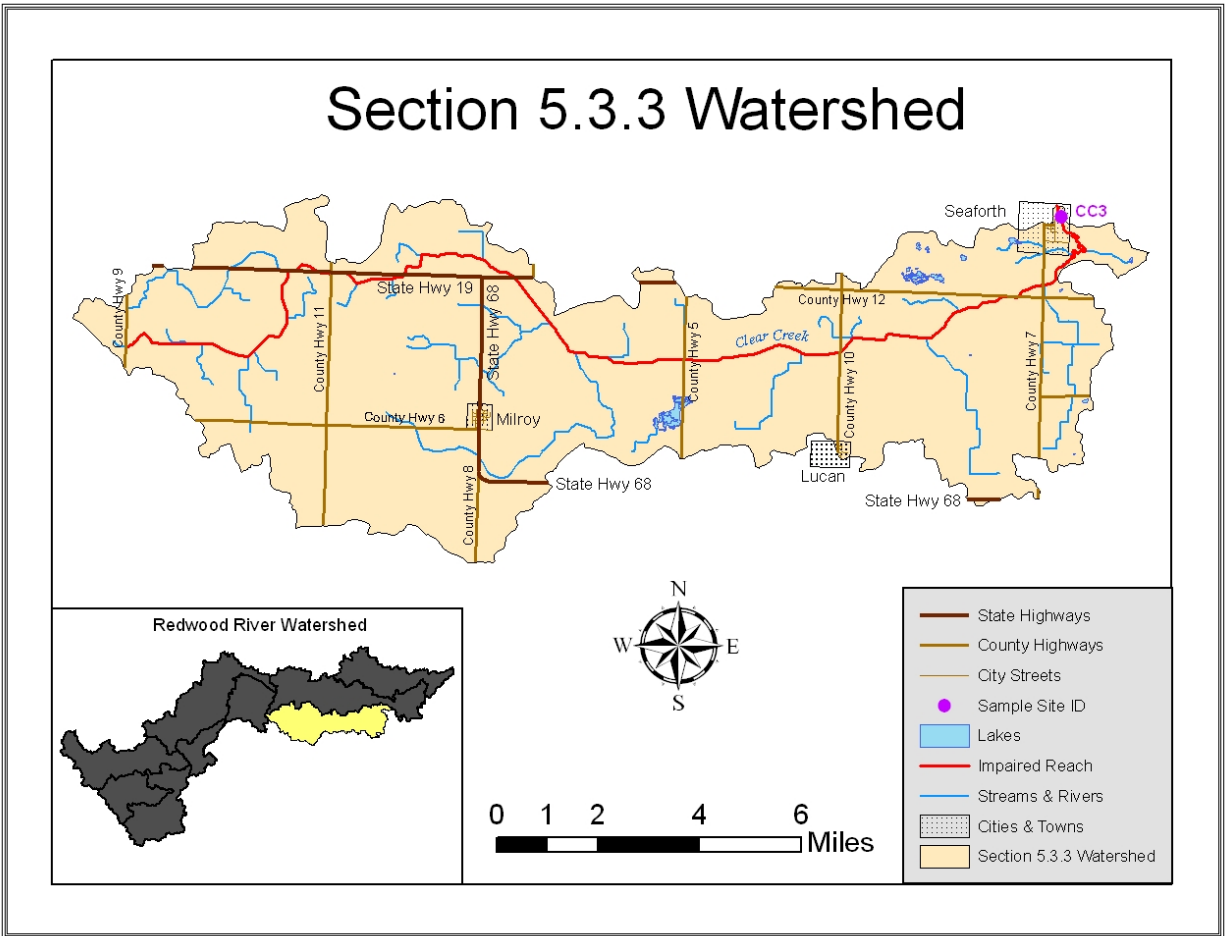 Section 5.3.3 Watershed
Seaforth
CC3
County Hwy 9
State Hwy 19
State Hwy 68
County Hwy 11
County Hwy 12
County Hwy 5
Clear Creek
County Hwy 10
County Hwy 7
County Hwy 6
Milroy
Lucan
State Hwy 68
County Hwy 8
State Hwy 68
Redwood River Watershed
N
W
E
S
0 1 2 4 6
Miles
State Highways
County Highways
City Streets
Sample Site ID
Lakes
Impaired Reach
Streams & Rivers
Cities & Towns
Section 5.3.3 Watershed